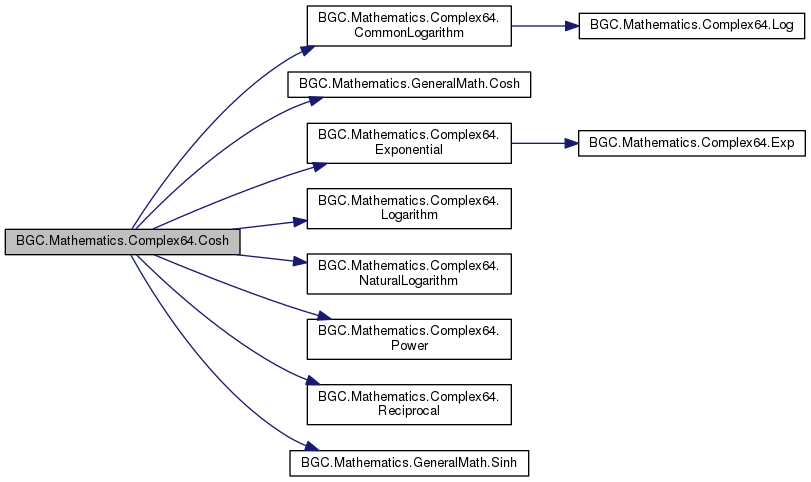 BGC.Mathematics.Complex64.Cosh
BGC.Mathematics.Complex64.
CommonLogarithm
BGC.Mathematics.Complex64.Log
BGC.Mathematics.GeneralMath.Cosh
BGC.Mathematics.Complex64.
Exponential
BGC.Mathematics.Complex64.Exp
BGC.Mathematics.Complex64.
Logarithm
BGC.Mathematics.Complex64.
NaturalLogarithm
BGC.Mathematics.Complex64.
Power
BGC.Mathematics.Complex64.
Reciprocal
BGC.Mathematics.GeneralMath.Sinh